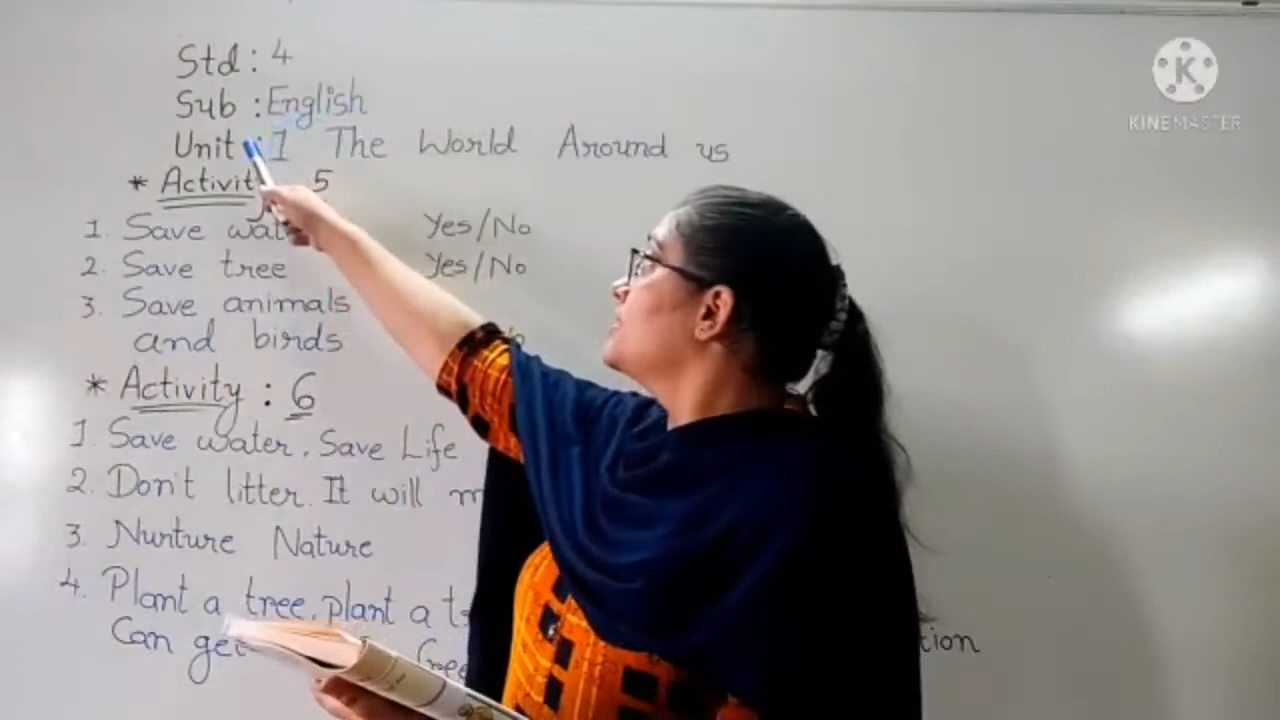 Std : 4
Sub : English
Unit : 1 The World Around us
* Activit 5
1. Save wat Yes/No
2. Save tree Yes/No
3. Save animals
and birds
* Activity : 6
1. Save water. Save Life
2. Don't litter. It will m
3. Nurture Nature
4. Plant a tree, plant a t
Can get free tion
K
KINEMASTER